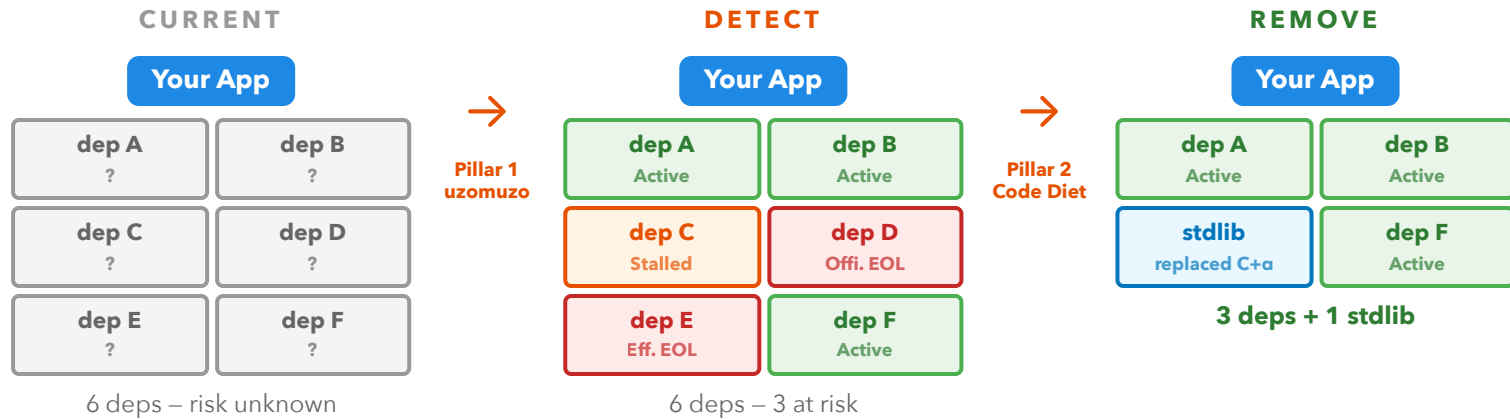 CURRENT
Your App
dep A
?
dep B
?
dep C
?
dep D
?
dep E
?
dep F
?
6 deps – risk unknown
→
Pillar 1
uzomuzo
DETECT
Your App
dep A
Active
dep B
Active
dep C
Stalled
dep D
Offi. EOL
dep E
Eff. EOL
dep F
Active
6 deps – 3 at risk
→
Pillar 2
Code Diet
REMOVE
Your App
dep A
Active
dep B
Active
stdlib
replaced C+α
dep F
Active
3 deps + 1 stdlib